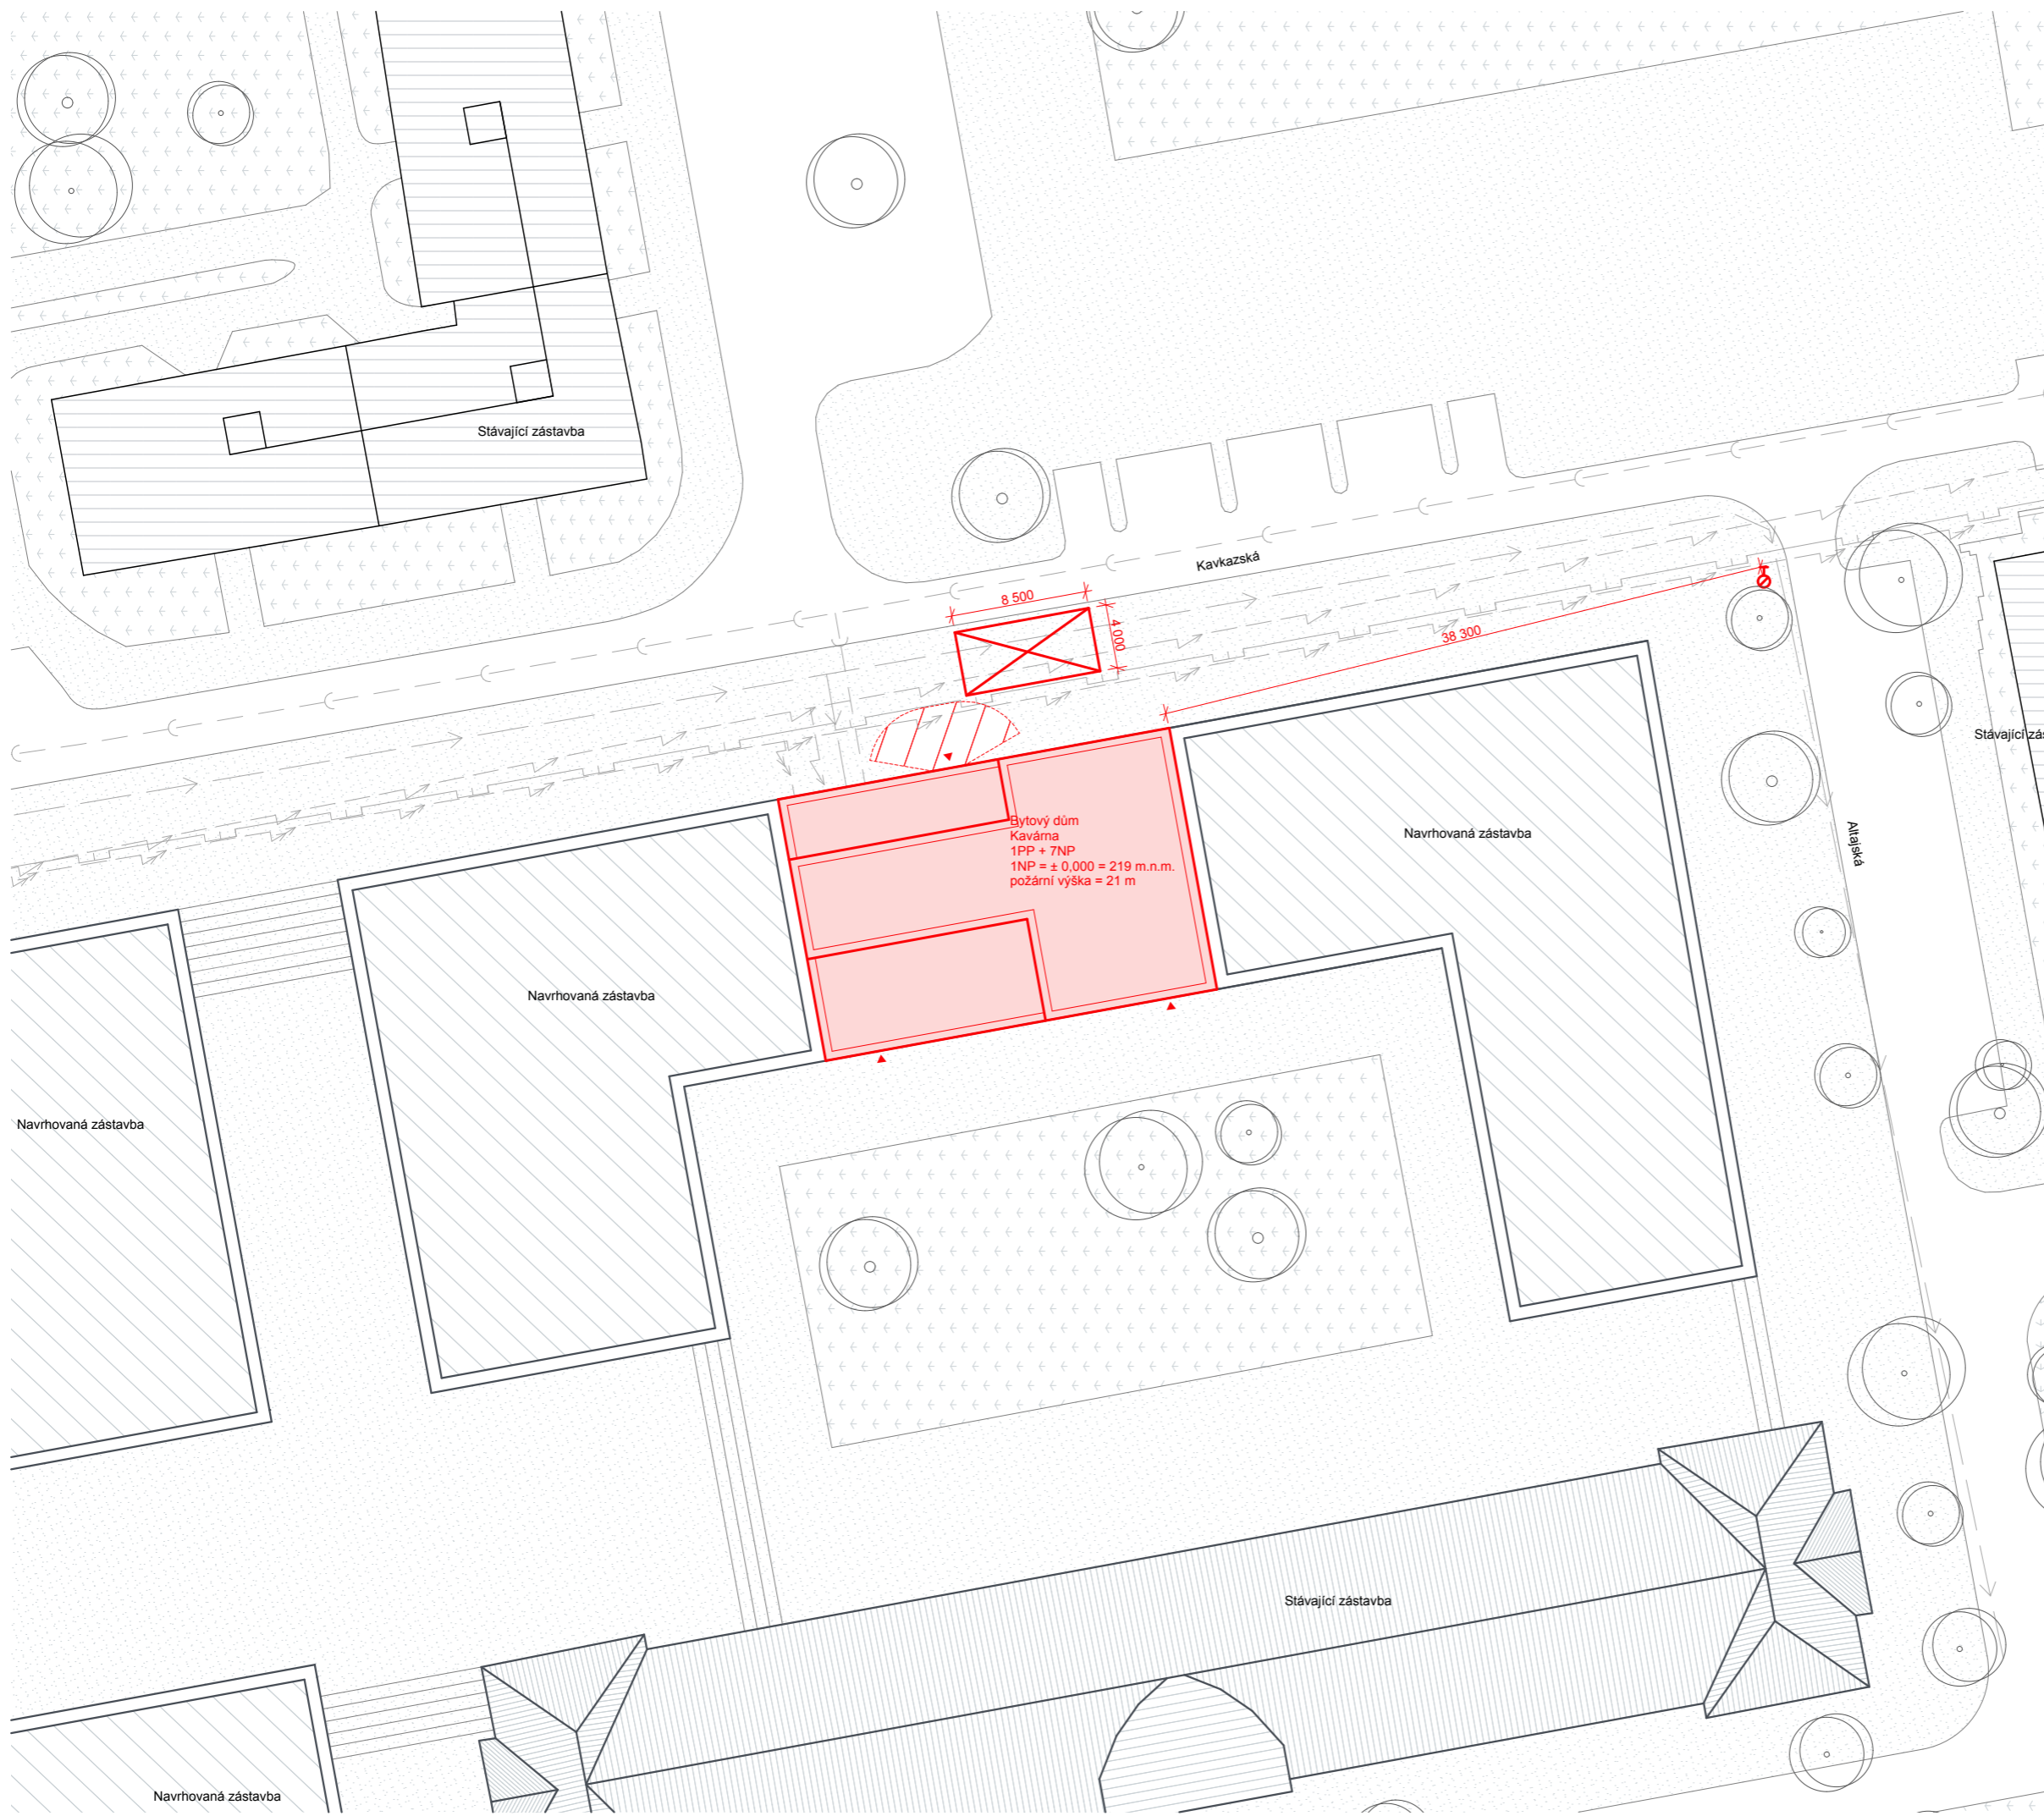 Stávající zástavba
Kavkazská
8 500
4 000
38 300
Stávající zás
Bytový dům
Kavárna
1PP + 7NP
1NP = ± 0,000 = 219 m.n.m.
požární výška = 21 m
Navrhovaná zástavba
Altajská
Navrhovaná zástavba
Navrhovaná zástavba
Stávající zástavba
Navrhovaná zástavba